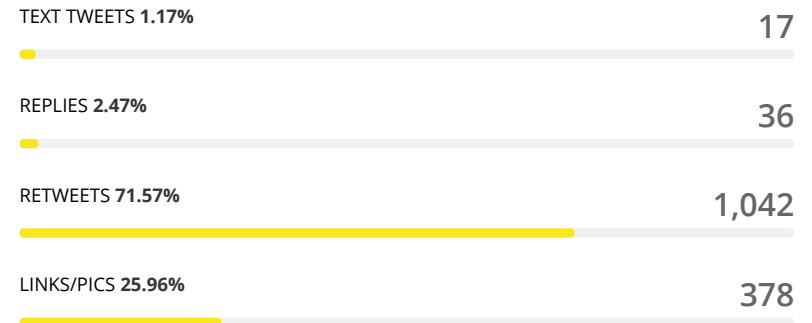 TEXT TWEETS 1.17%
17
REPLIES 2.47%
36
RETWEETS 71.57%
1,042
LINKS/PICS 25.96%
378